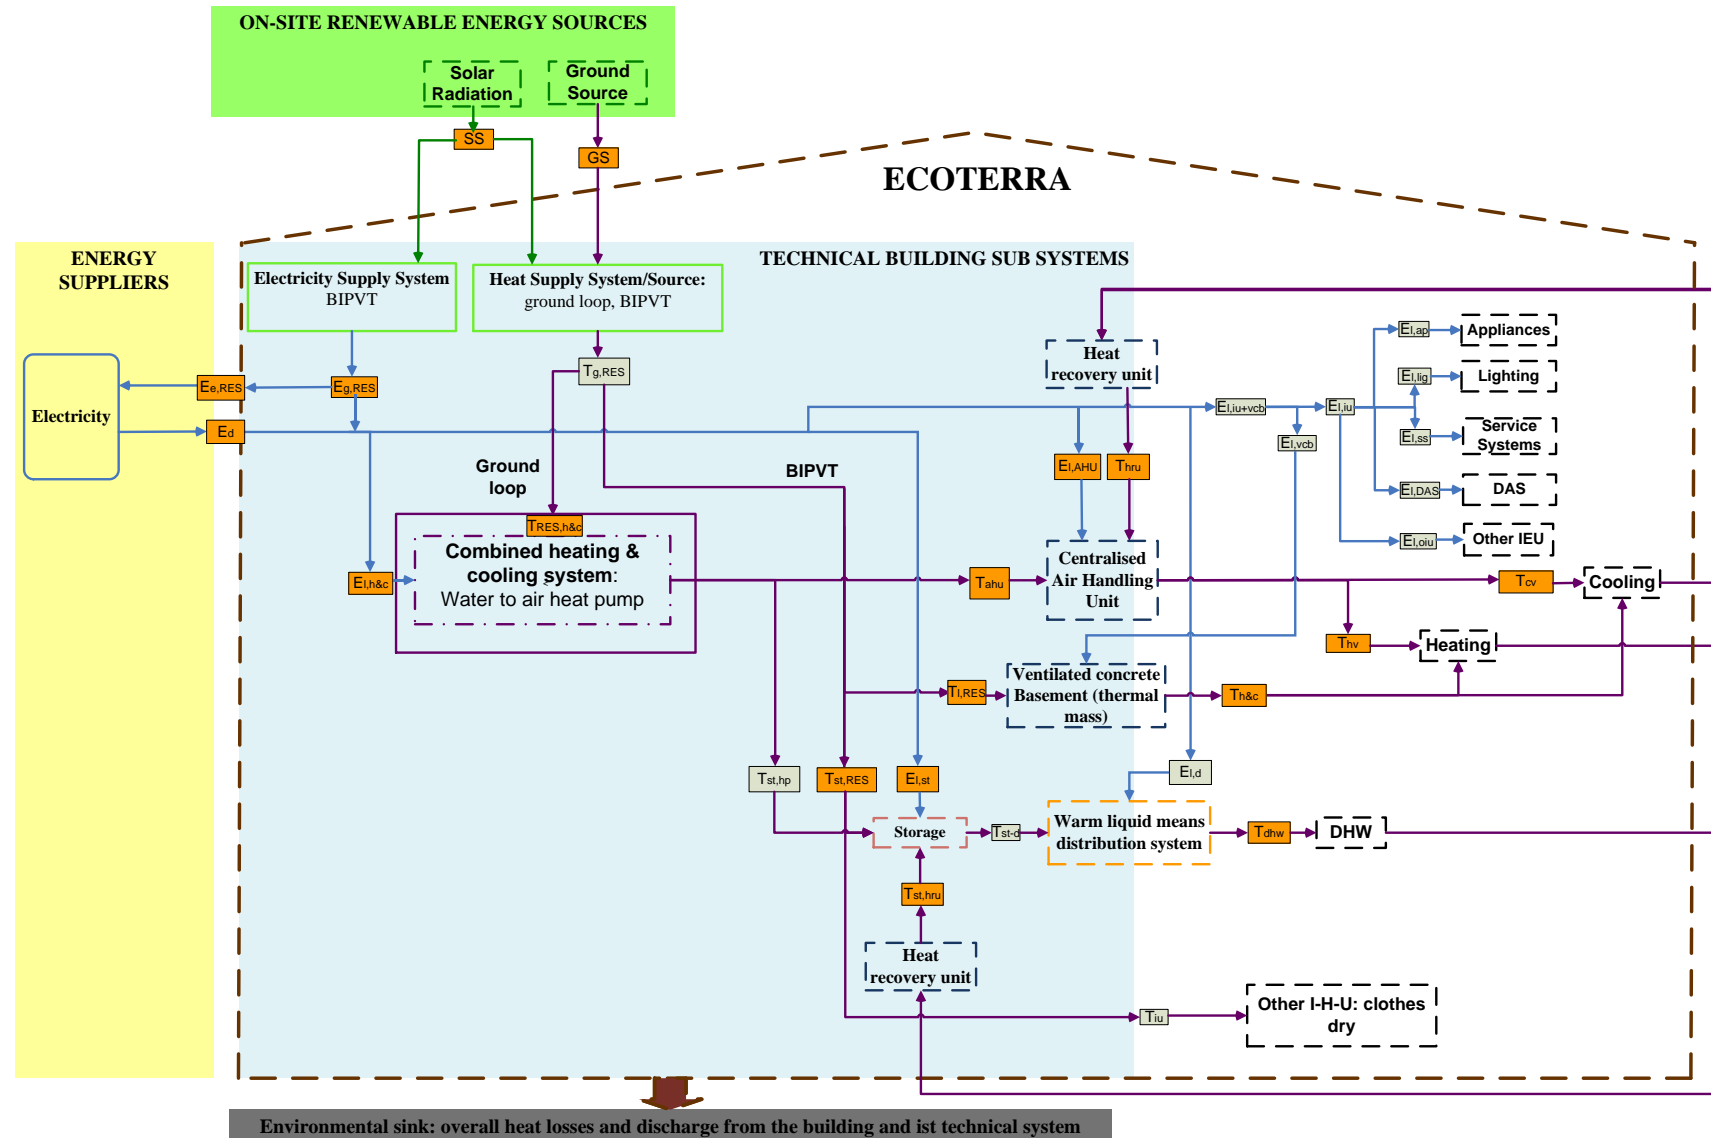 ON-SITE RENEWABLE ENERGY SOURCES
Solar
Radiation
Ground
Source
SS
GS
ECOTERRA
ENERGY
SUPPLIERS
TECHNICAL BUILDING SUB SYSTEMS
Electricity Supply System
BIPVT
Heat Supply System/Source:
ground loop, BIPVT
Heat
recovery unit
El,ap
Appliances
Tg,RES
Ee,RES
Eg,RES
El,lig
Lighting
Electricity
Ed
El,iu+vcb
El,iu
El,vcb
El,ss
Service
Systems
Ground
loop
BIPVT
El,AHU
Thru
El,DAS
DAS
TRES,h&c
Combined heating &
cooling system:
Water to air heat pump
El,oiu
Other IEU
El,h&c
Tahu
Centralised
Air Handling
Unit
Tcv
Cooling
Thv
Heating
Tl,RES
Ventilated concrete
Basement (thermal
mass)
Th&c
Tst,hp
Tst,RES
El,st
El,d
Storage
Tst-d
Warm liquid means
distribution system
Tdhw
DHW
Tst,hru
Heat
recovery unit
Tiu
Other I-H-U: clothes
dry
Environmental sink: overall heat losses and discharge from the building and ist technical system